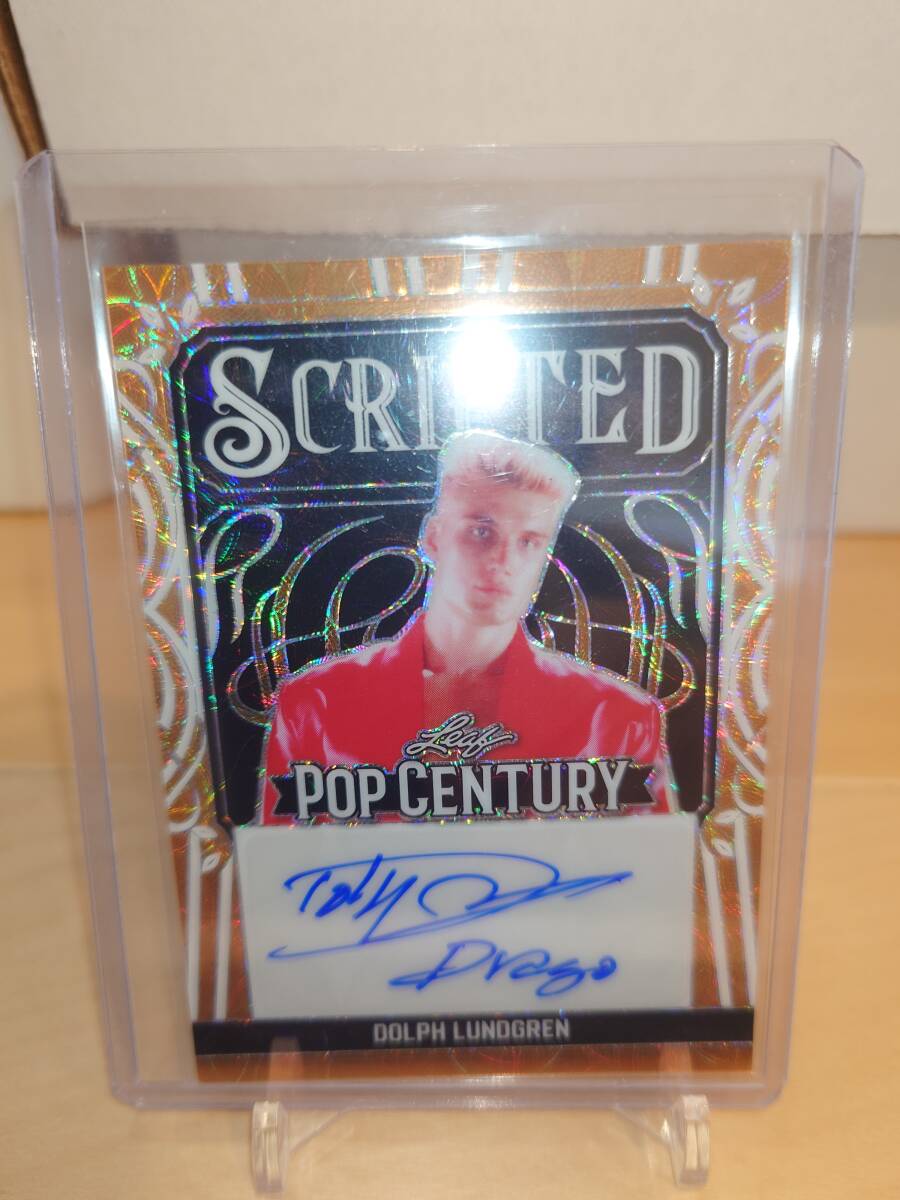 SCRIPTED
Leaf
POP CENTURY
Drago
DOLPH LUNDGREN